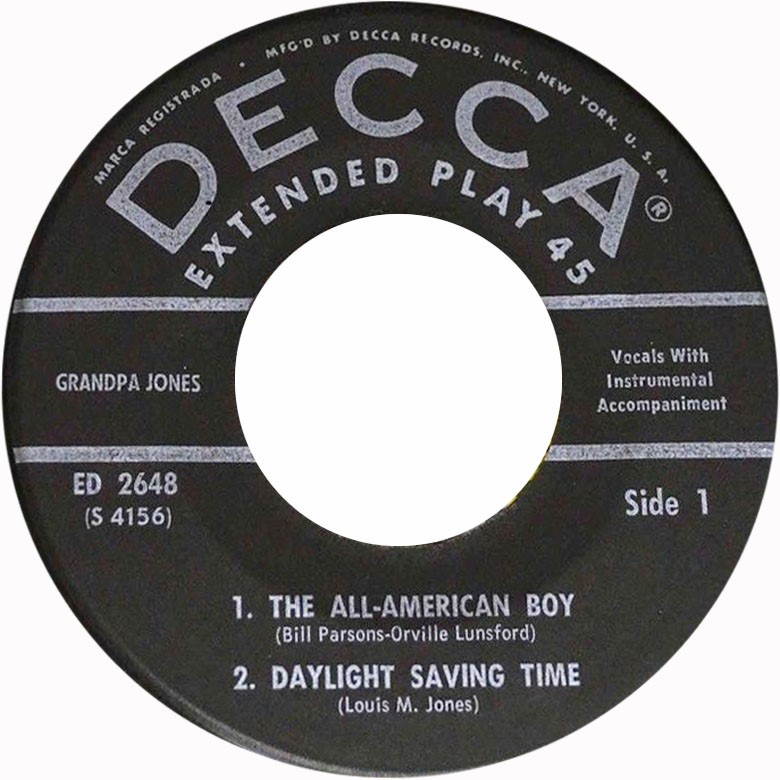 MARCA REGISTRADA • MFG'D BY DECCA RECORDS, INC., NEW YORK, U. S. A.
DECCA®
EXTENDED PLAY 45
GRANDPA JONES
Vocals With
Instrumental
Accompaniment
ED 2648
(S 4156)
Side 1
1. THE ALL-AMERICAN BOY
(Bill Parsons-Orville Lunsford)
2. DAYLIGHT SAVING TIME
(Louis M. Jones)